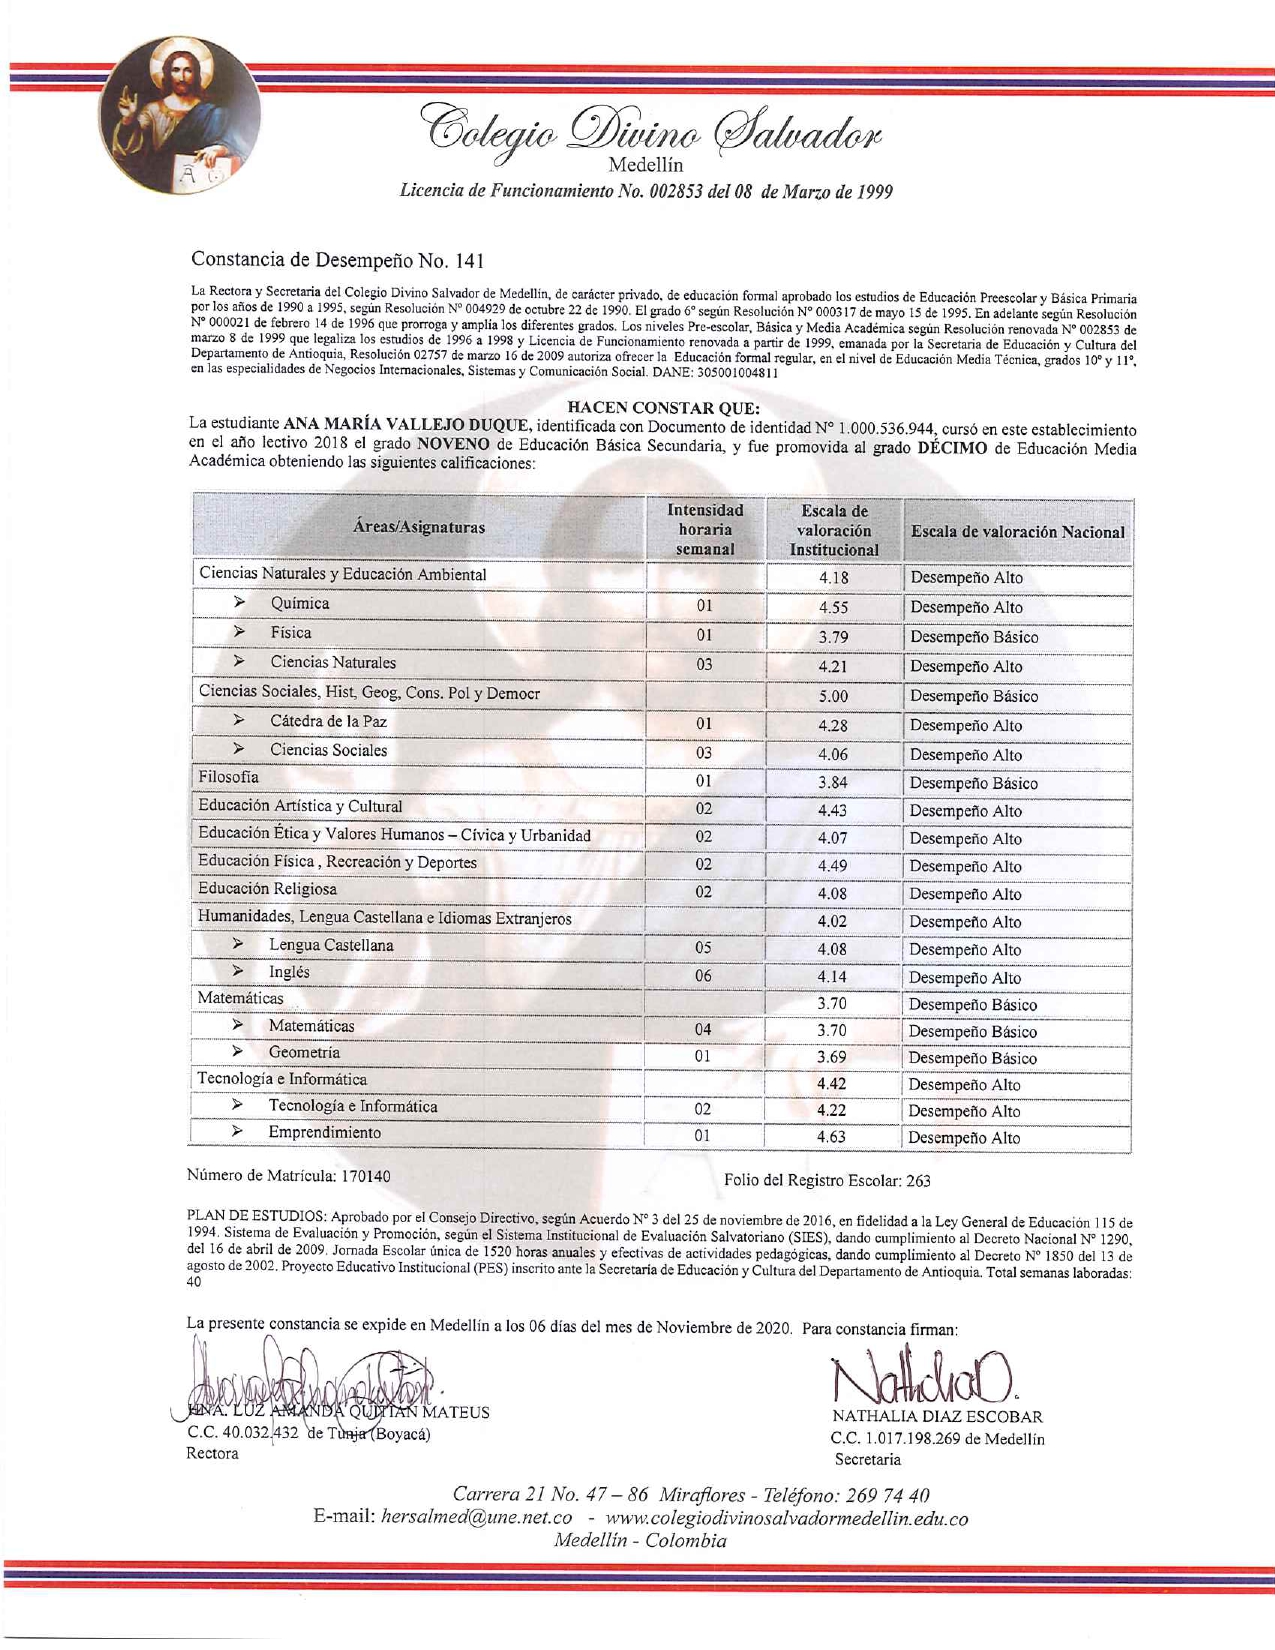 Colegio Divino Salvador
Medellín
Licencia de Funcionamiento No. 002853 del 08 de Marzo de 1999
Constancia de Desempeño No. 141
La Rectora y Secretaria del Colegio Divino Salvador de Medellín, de carácter privado, de educación formal aprobado los estudios de Educación Preescolar y Básica Primaria
por los años de 1990 a 1995, según Resolución N° 004929 de octubre 22 de 1990. El grado 6° según Resolución N° 000317 de mayo 15 de 1995. En adelante según Resolución
N° 000021 de febrero 14 de 1996 que prorroga y amplía los diferentes grados. Los niveles Pre-escolar, Básica y Media Académica según Resolución renovada N° 002853 de
marzo 8 de 1999 que legaliza los estudios de 1996 a 1998 y Licencia de Funcionamiento renovada a partir de 1999, emanada por la Secretaria de Educación y Cultura del
Departamento de Antioquia, Resolución 02757 de marzo 16 de 2009 autoriza ofrecer la Educación formal regular, en el nivel de Educación Media Técnica, grados 10° y 11°,
en las especialidades de Negocios Internacionales, Sistemas y Comunicación Social. DANE: 305001004811
HACEN CONSTAR QUE:
La estudiante ANA MARÍA VALLEJO DUQUE, identificada con Documento de identidad N° 1.000.536.944, cursó en este establecimiento
en el año lectivo 2018 el grado NOVENO de Educación Básica Secundaria, y fue promovida al grado DÉCIMO de Educación Media
Académica obteniendo las siguientes calificaciones:
Áreas/Asignaturas Intensidad horaria semanal Escala de valoración Institucional Escala de valoración Nacional
Ciencias Naturales y Educación Ambiental 4.18 Desempeño Alto
➢ Química 01 4.55 Desempeño Alto
➢ Física 01 3.79 Desempeño Básico
➢ Ciencias Naturales 03 4.21 Desempeño Alto
Ciencias Sociales, Hist, Geog, Cons. Pol y Democr 5.00 Desempeño Básico
➢ Cátedra de la Paz 01 4.28 Desempeño Alto
➢ Ciencias Sociales 03 4.06 Desempeño Alto
Filosofía 01 3.84 Desempeño Básico
Educación Artística y Cultural 02 4.43 Desempeño Alto
Educación Ética y Valores Humanos – Cívica y Urbanidad 02 4.07 Desempeño Alto
Educación Física , Recreación y Deportes 02 4.49 Desempeño Alto
Educación Religiosa 02 4.08 Desempeño Alto
Humanidades, Lengua Castellana e Idiomas Extranjeros 4.02 Desempeño Alto
➢ Lengua Castellana 05 4.08 Desempeño Alto
➢ Inglés 06 4.14 Desempeño Alto
Matemáticas 3.70 Desempeño Básico
➢ Matemáticas 04 3.70 Desempeño Básico
➢ Geometría 01 3.69 Desempeño Básico
Tecnología e Informática 4.42 Desempeño Alto
➢ Tecnología e Informática 02 4.22 Desempeño Alto
➢ Emprendimiento 01 4.63 Desempeño Alto
Número de Matrícula: 170140 Folio del Registro Escolar: 263
PLAN DE ESTUDIOS: Aprobado por el Consejo Directivo, según Acuerdo N° 3 del 25 de noviembre de 2016, en fidelidad a la Ley General de Educación 115 de
1994. Sistema de Evaluación y Promoción, según el Sistema Institucional de Evaluación Salvatoriano (SIES), dando cumplimiento al Decreto Nacional N° 1290,
del 16 de abril de 2009. Jornada Escolar única de 1520 horas anuales y efectivas de actividades pedagógicas, dando cumplimiento al Decreto N° 1850 del 13 de
agosto de 2002. Proyecto Educativo Institucional (PES) inscrito ante la Secretaría de Educación y Cultura del Departamento de Antioquia. Total semanas laboradas:
40
La presente constancia se expide en Medellín a los 06 días del mes de Noviembre de 2020. Para constancia firman:
HNA. LUZ AMANDA QUITIAN MATEUS
C.C. 40.032.432 de Tunja (Boyacá)
Rectora
NathaliaD.
NATHALIA DIAZ ESCOBAR
C.C. 1.017.198.269 de Medellín
Secretaria
Carrera 21 No. 47 – 86 Miraflores - Teléfono: 269 74 40
E-mail: hersalmed@une.net.co - www.colegiodivinosalvadormedellin.edu.co
Medellín - Colombia